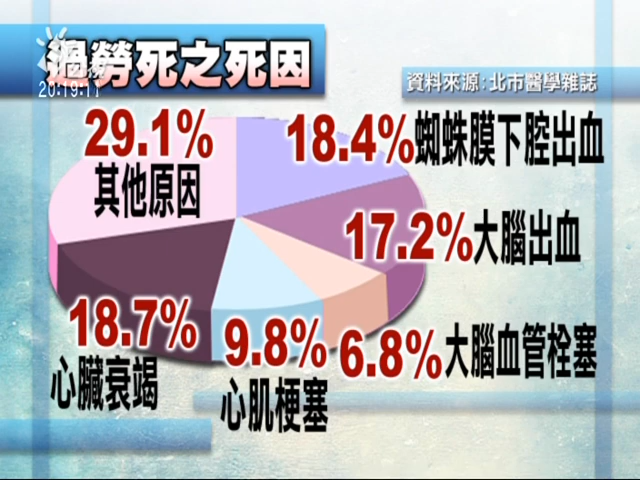 過勞死之死因
20:19:11
資料來源:北市醫學雜誌
29.1%
其他原因
18.4%蜘蛛膜下腔出血
17.2%大腦出血
18.7%
心臟衰竭
9.8%
心肌梗塞
6.8%大腦血管栓塞